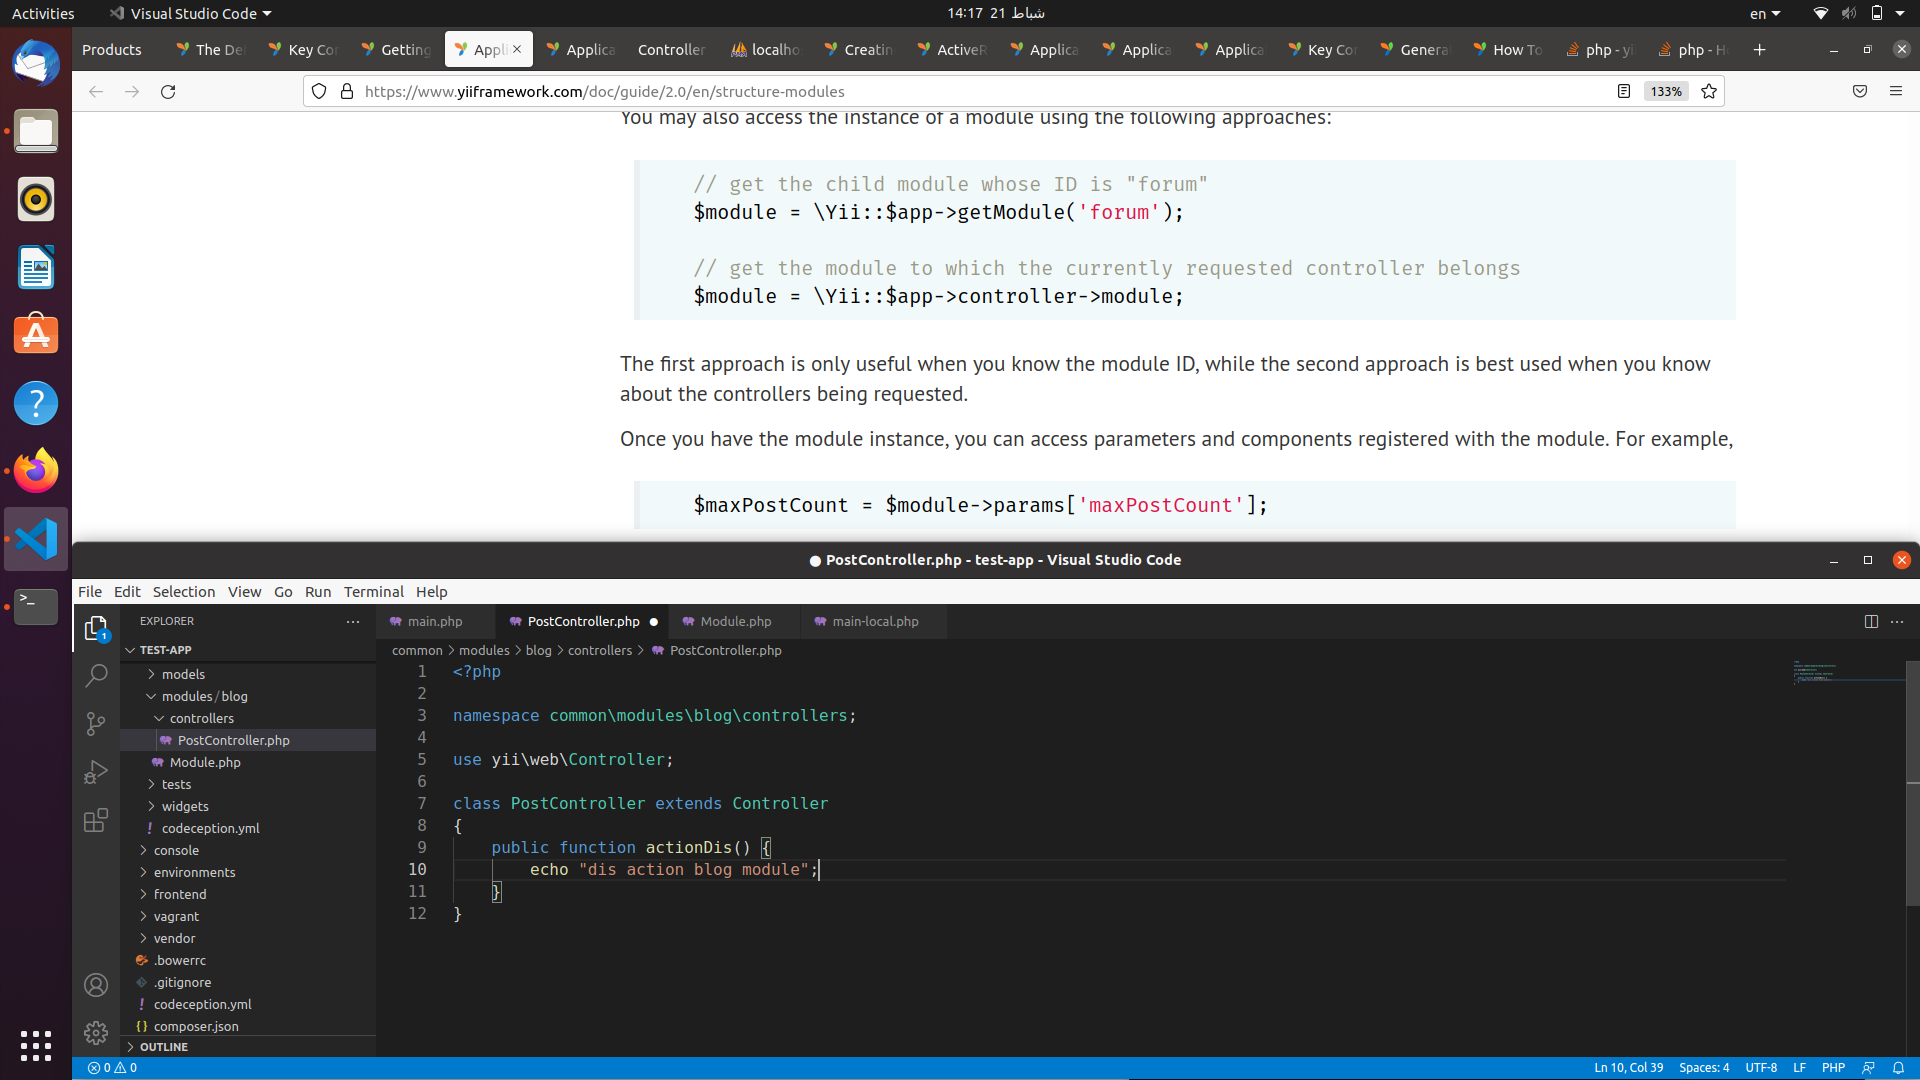 Activities
Visual Studio Code
14:17 21 شباط
en
Products
The De
Key Co
Getting
Appli
Applica
Controller
localho
Creatin
ActiveR
Applica
Applica
Applica
Key Co
Genera
How To
php - yi
php - H
https://www.yiiframework.com/doc/guide/2.0/en/structure-modules
133%
You may also access the instance of a module using the following approaches:
// get the child module whose ID is "forum"
$module = \Yii::$app->getModule('forum');
// get the module to which the currently requested controller belongs
$module = \Yii::$app->controller->module;
The first approach is only useful when you know the module ID, while the second approach is best used when you know
about the controllers being requested.
Once you have the module instance, you can access parameters and components registered with the module. For example,
$maxPostCount = $module->params['maxPostCount'];
● PostController.php - test-app - Visual Studio Code
File Edit Selection View Go Run Terminal Help
1
EXPLORER
TEST-APP
models
modules / blog
controllers
PostController.php
Module.php
tests
widgets
codeception.yml
console
environments
frontend
vagrant
vendor
.bowerrc
.gitignore
codeception.yml
composer.json
OUTLINE
main.php
PostController.php
Module.php
main-local.php
common > modules > blog > controllers > PostController.php
1 <?php
2
3 namespace common\modules\blog\controllers;
4
5 use yii\web\Controller;
6
7 class PostController extends Controller
8 {
9 public function actionDis() {
10 echo "dis action blog module";
11 }
12 }
0 0
Ln 10, Col 39
Spaces: 4
UTF-8
LF
PHP